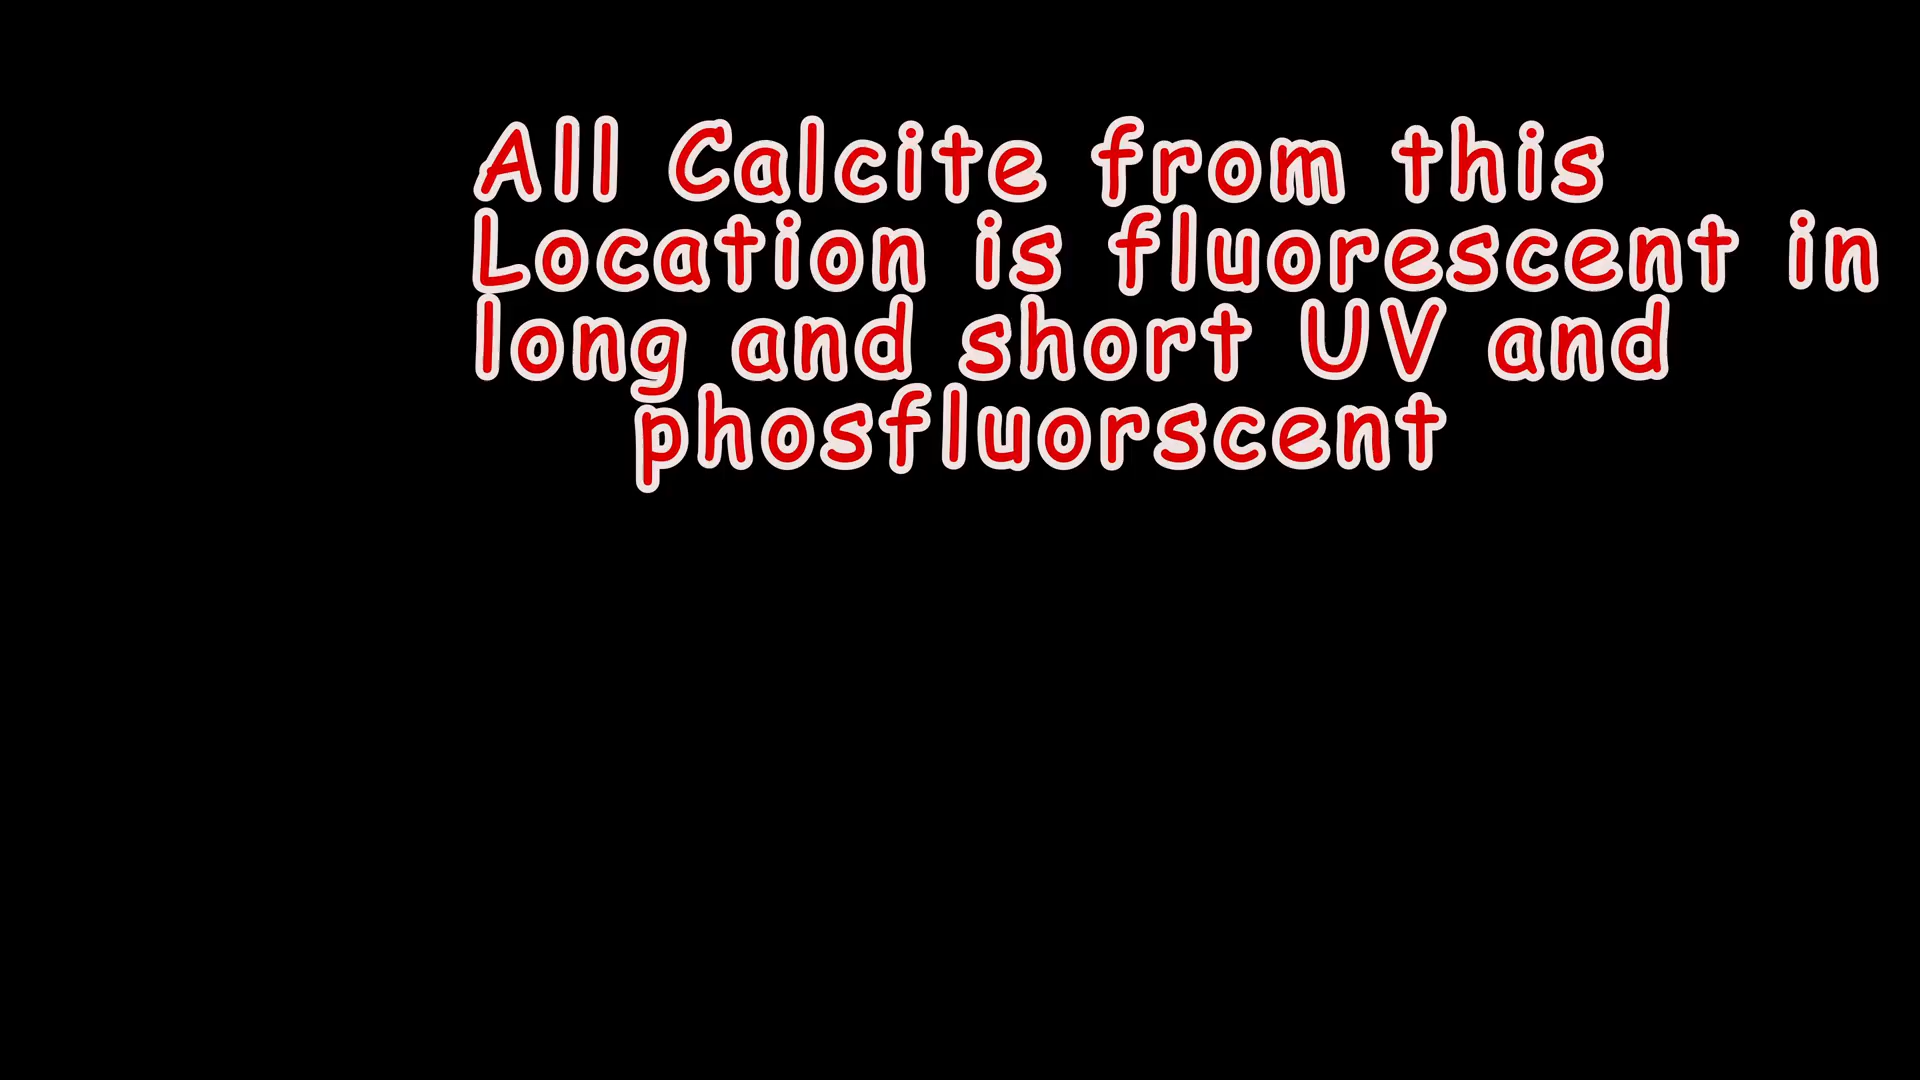 All Calcite from this
Location is fluorescent in
long and short UV and
phosfluorscent